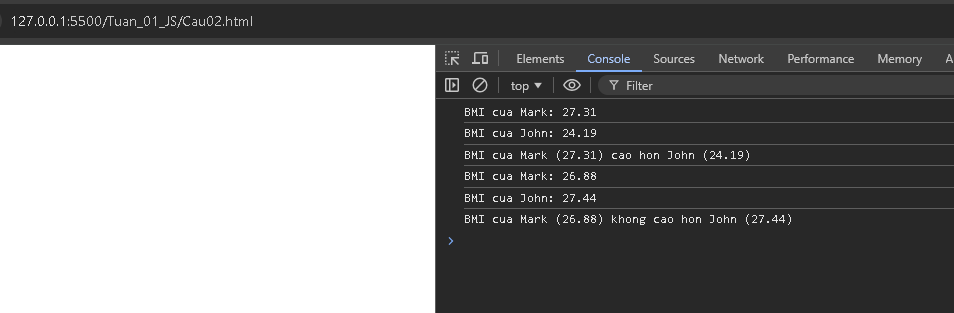 127.0.0.1:5500/Tuan_01_JS/Cau02.html
Elements Console Sources Network Performance Memory A
top Filter
BMI cua Mark: 27.31
BMI cua John: 24.19
BMI cua Mark (27.31) cao hon John (24.19)
BMI cua Mark: 26.88
BMI cua John: 27.44
BMI cua Mark (26.88) khong cao hon John (27.44)